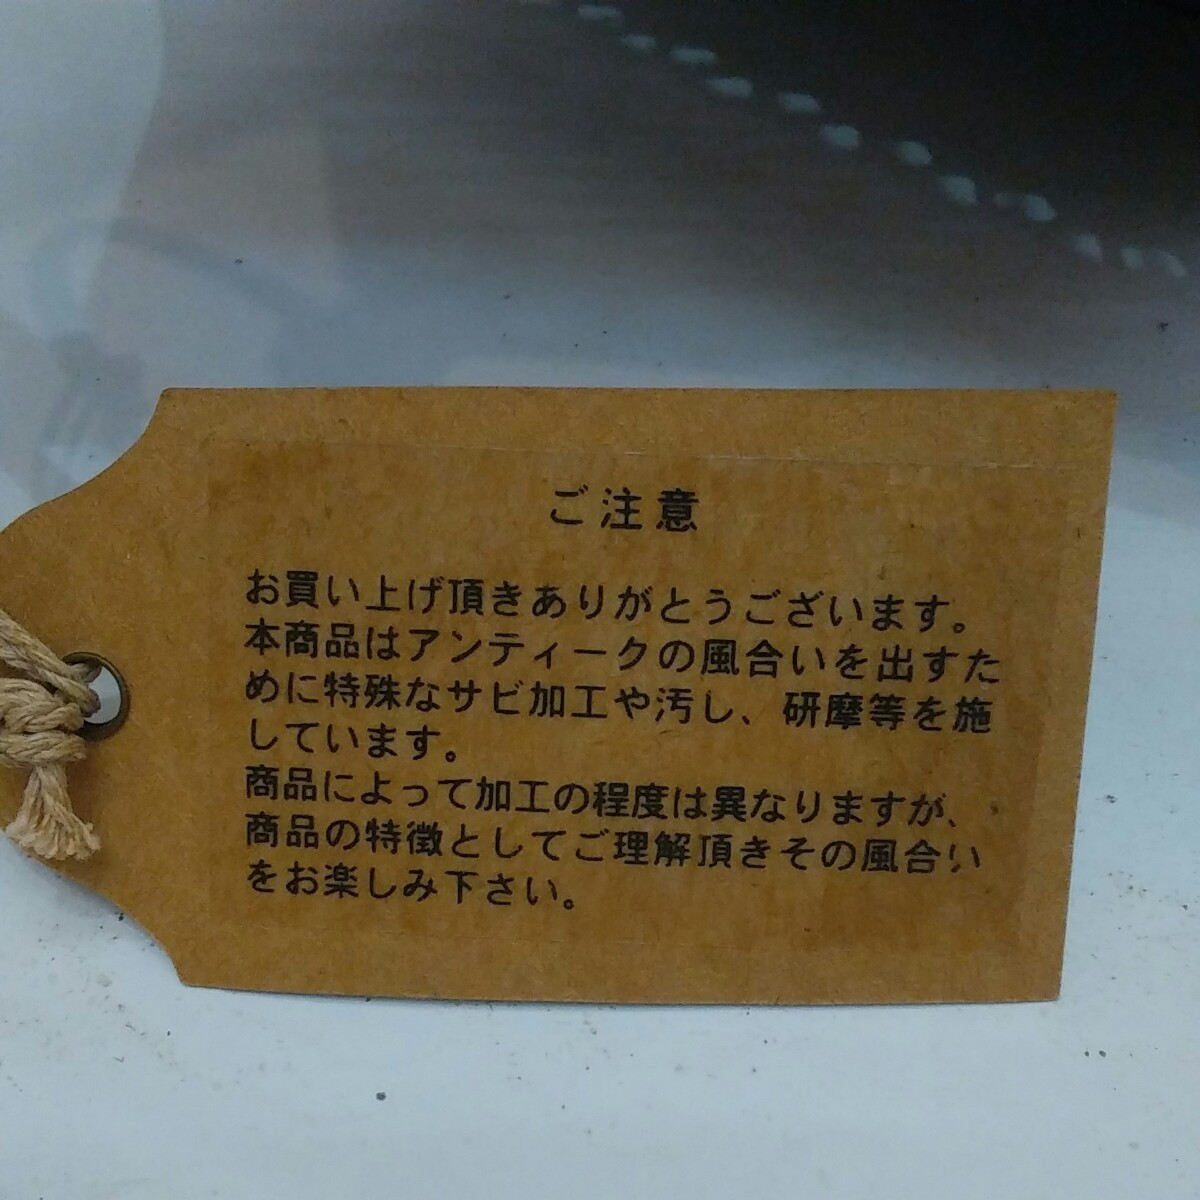 ご注意
お買い上げ頂きありがとうございます。
本商品はアンティークの風合いを出すた
めに特殊なサビ加工や汚し、研摩等を施
しています。
商品によって加工の程度は異なりますが、
商品の特徴としてご理解頂きその風合い
をお楽しみ下さい。